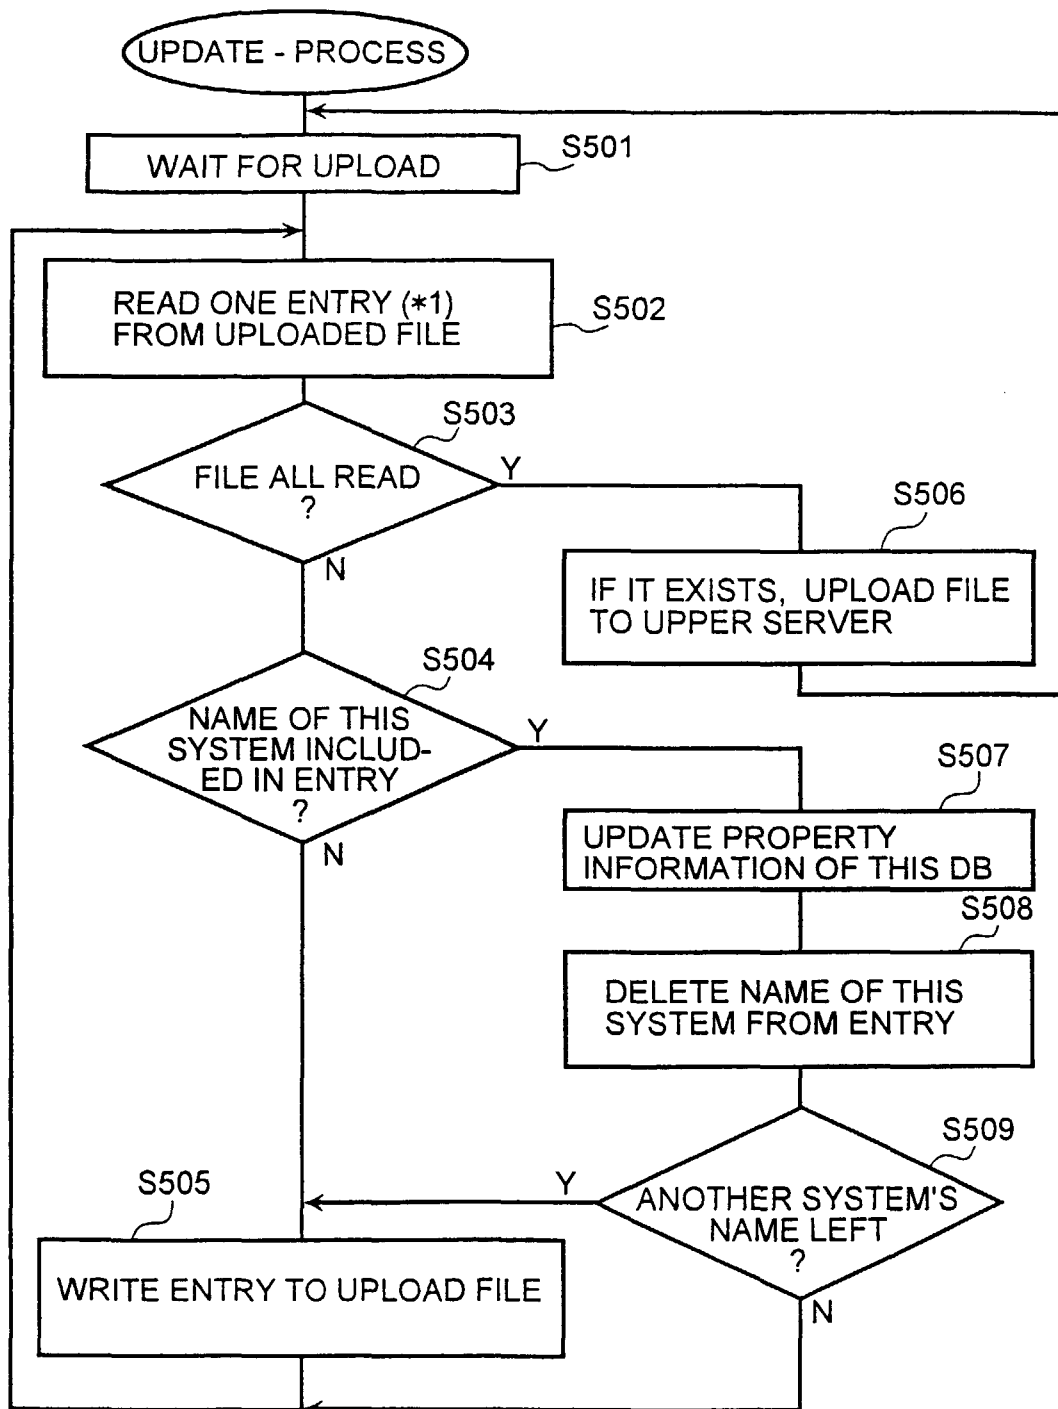 UPDATE - PROCESS
WAIT FOR UPLOAD
S501
READ ONE ENTRY (*1)
FROM UPLOADED FILE
S502
S503
FILE ALL READ
?
Y
N
S506
IF IT EXISTS, UPLOAD FILE
TO UPPER SERVER
S504
NAME OF THIS
SYSTEM INCLUD-
ED IN ENTRY
?
Y
N
S507
UPDATE PROPERTY
INFORMATION OF THIS DB
S508
DELETE NAME OF THIS
SYSTEM FROM ENTRY
S509
ANOTHER SYSTEM'S
NAME LEFT
?
Y
N
S505
WRITE ENTRY TO UPLOAD FILE